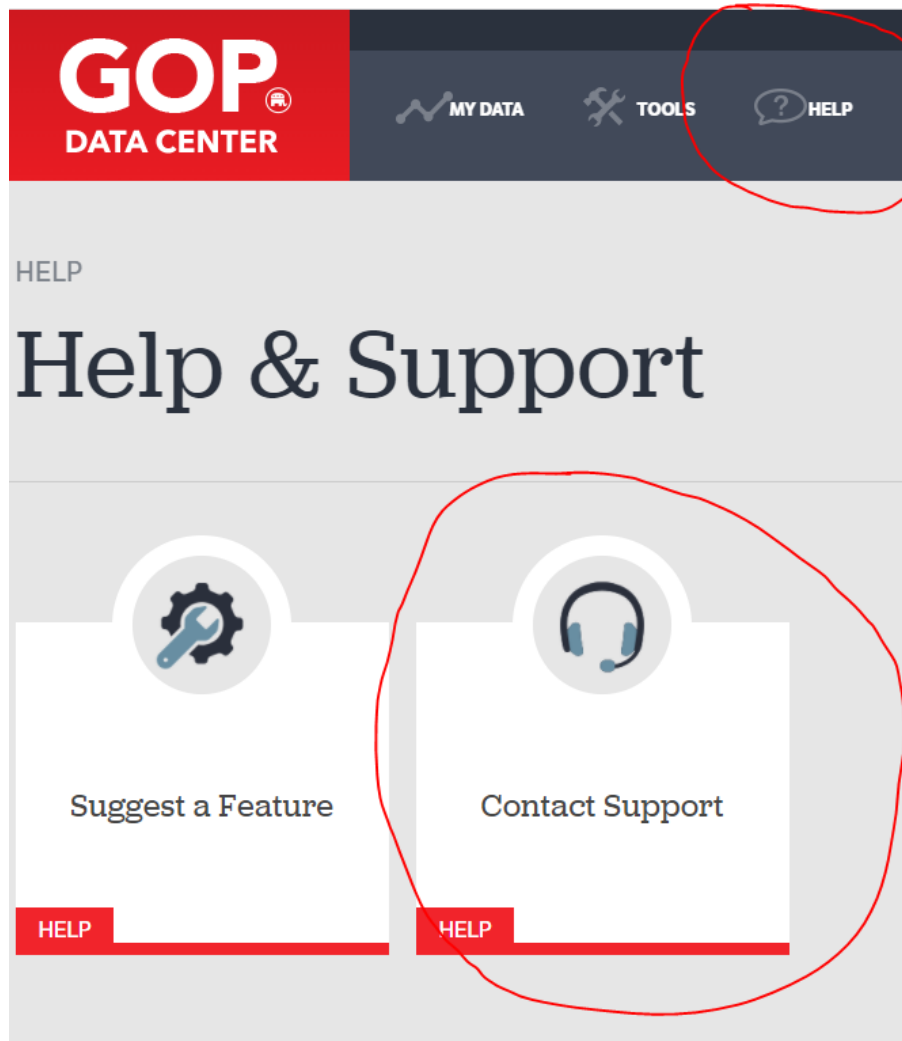 GOP
DATA CENTER
MY DATA
TOOLS
?
HELP
HELP
Help & Support
Suggest a Feature
Contact Support
HELP
HELP